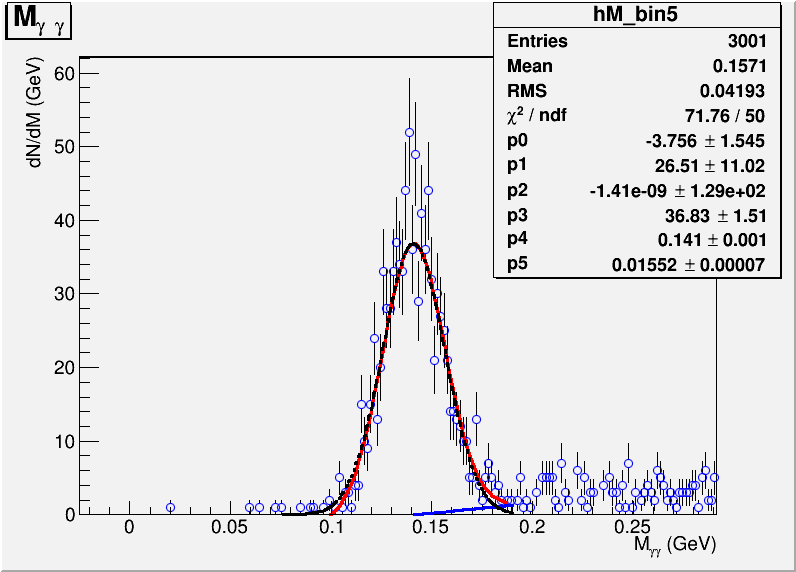 Mγ γ
hM_bin5
Entries 3001
Mean 0.1571
RMS 0.04193
χ² / ndf 71.76 / 50
p0 -3.756 ± 1.545
p1 26.51 ± 11.02
p2 -1.41e-09 ± 1.29e+02
p3 36.83 ± 1.51
p4 0.141 ± 0.001
p5 0.01552 ± 0.00007
dN/dM (GeV)
60
50
40
30
20
10
0
0 0.05 0.1 0.15 0.2 0.25
Mγγ (GeV)